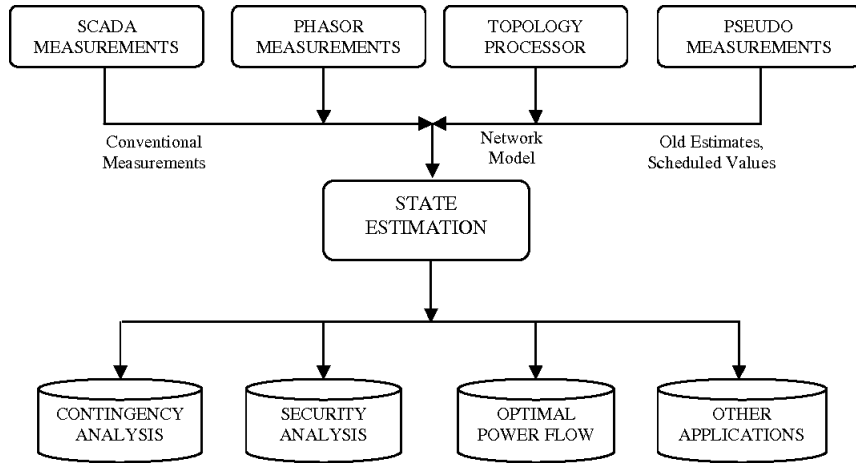 SCADA
MEASUREMENTS
PHASOR
MEASUREMENTS
TOPOLOGY
PROCESSOR
PSEUDO
MEASUREMENTS
Conventional
Measurements
Network
Model
Old Estimates,
Scheduled Values
STATE
ESTIMATION
CONTINGENCY
ANALYSIS
SECURITY
ANALYSIS
OPTIMAL
POWER FLOW
OTHER
APPLICATIONS